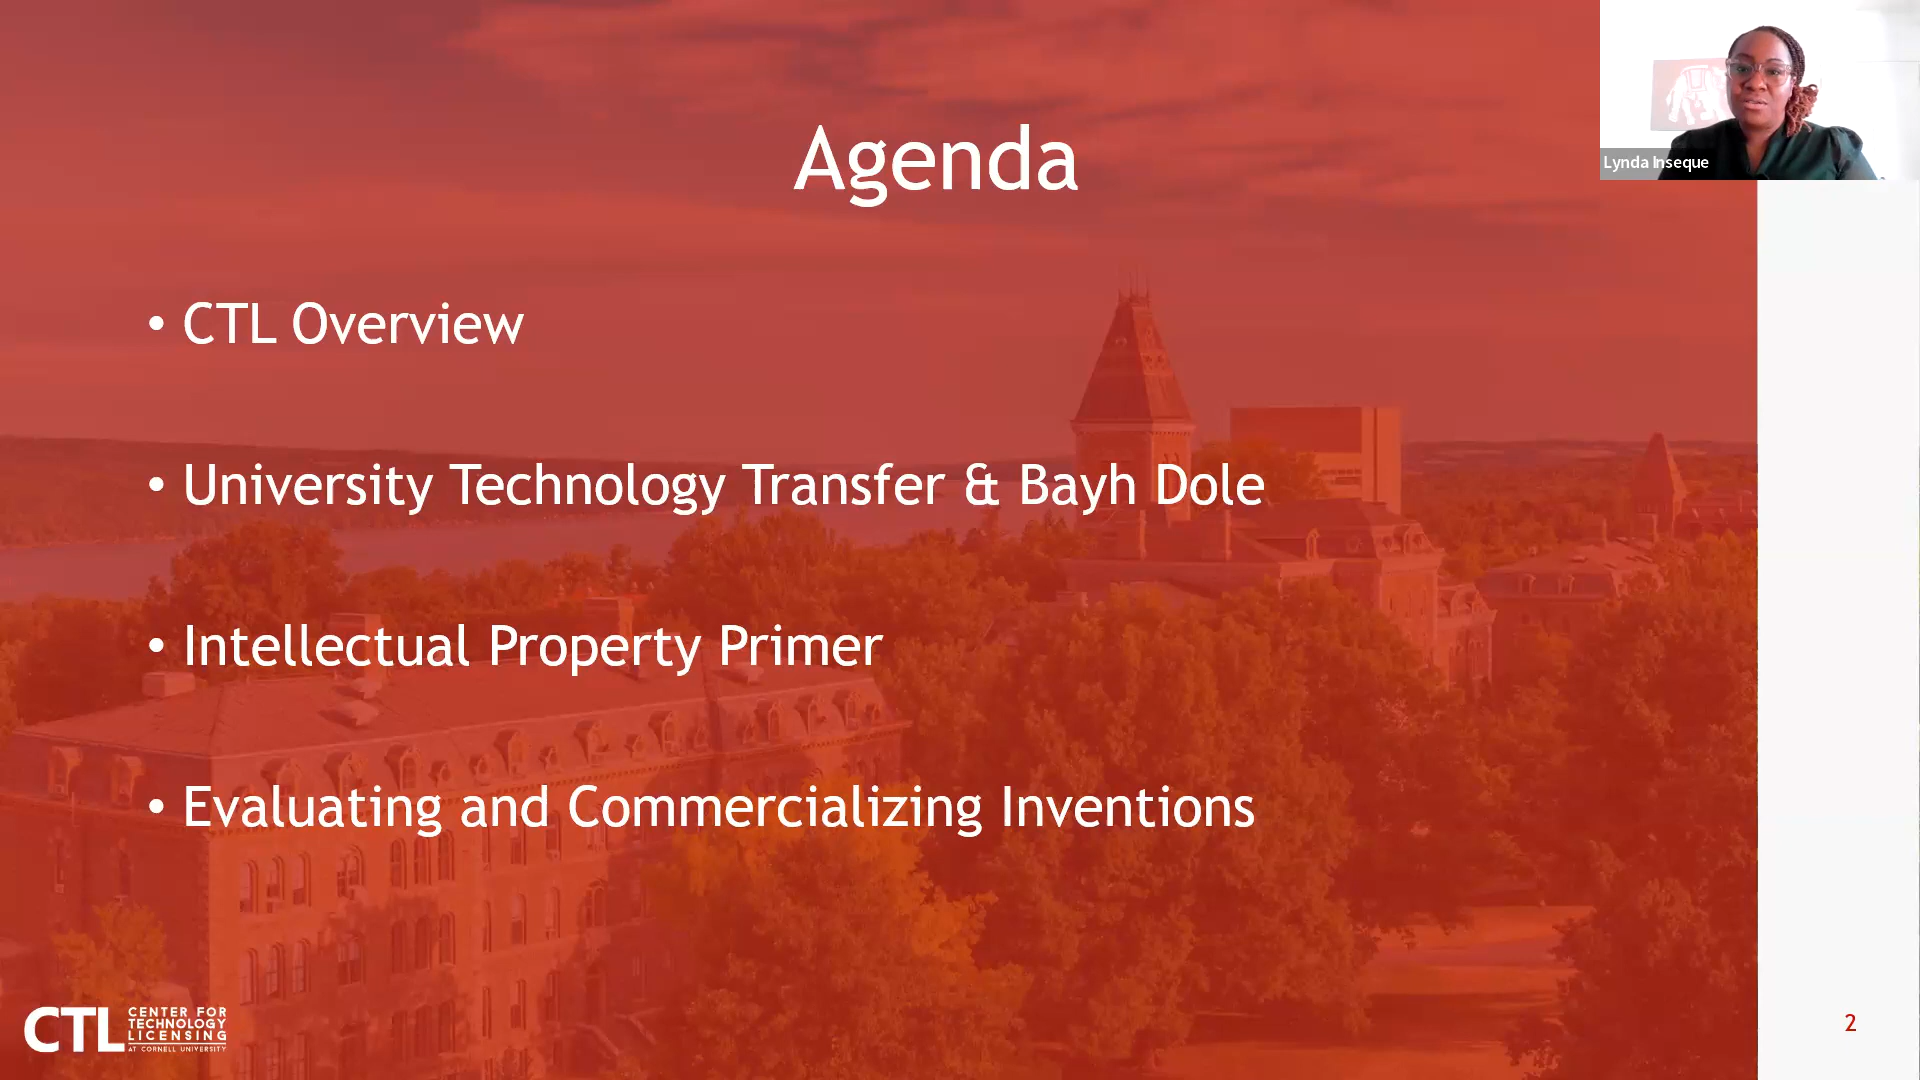 Agenda
Lynda Inseque
• CTL Overview
• University Technology Transfer & Bayh Dole
• Intellectual Property Primer
• Evaluating and Commercializing Inventions
CTL
CENTER FOR
TECHNOLOGY
LICENSING
AT CORNELL UNIVERSITY
2